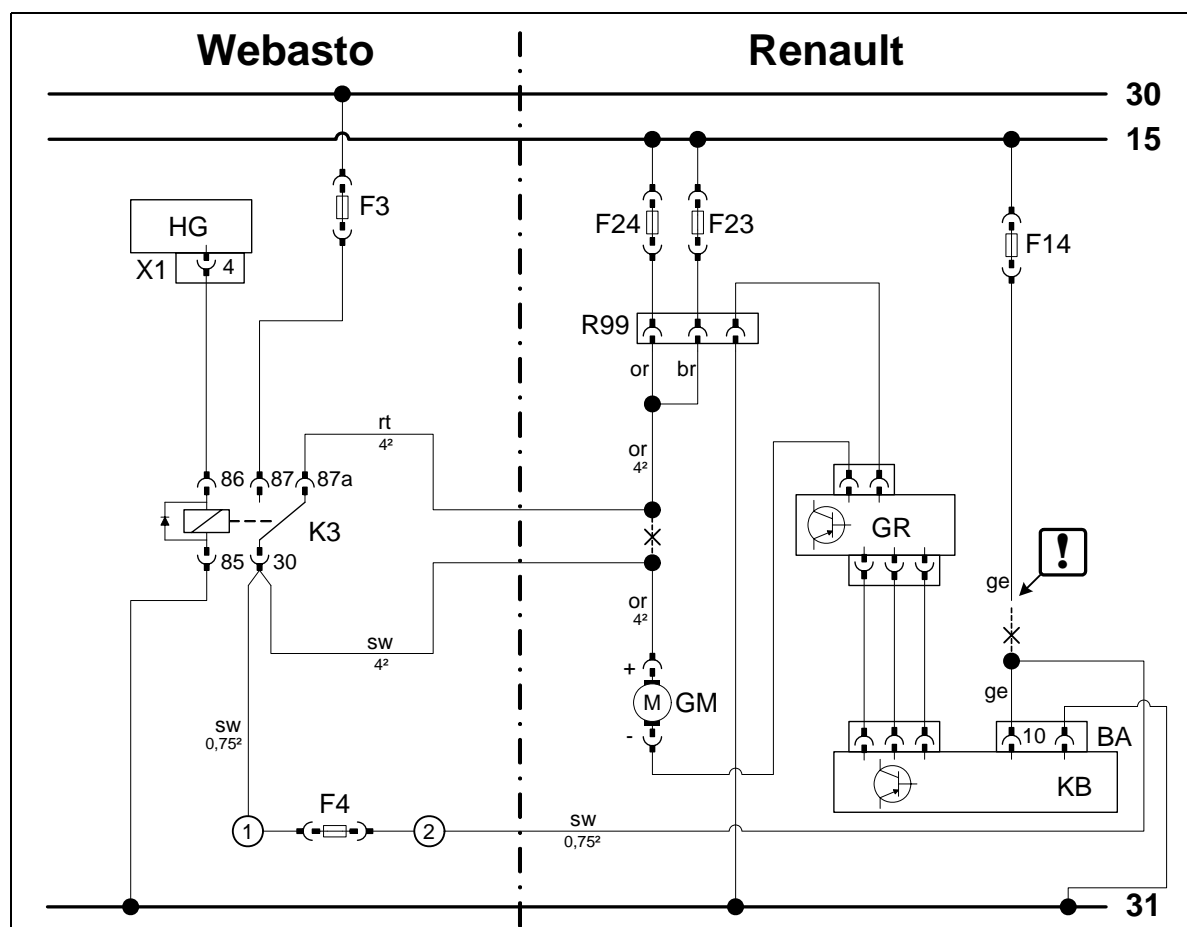 Webasto
Renault
30
15
F3
F24
F23
F14
HG
X1
4
R99
or
br
rt
4²
or
4²
86
87
87a
K3
GR
!
85
30
ge
or
4²
sw
4²
+
M
GM
-
ge
sw
0,75²
10
BA
KB
F4
1
2
sw
0,75²
31